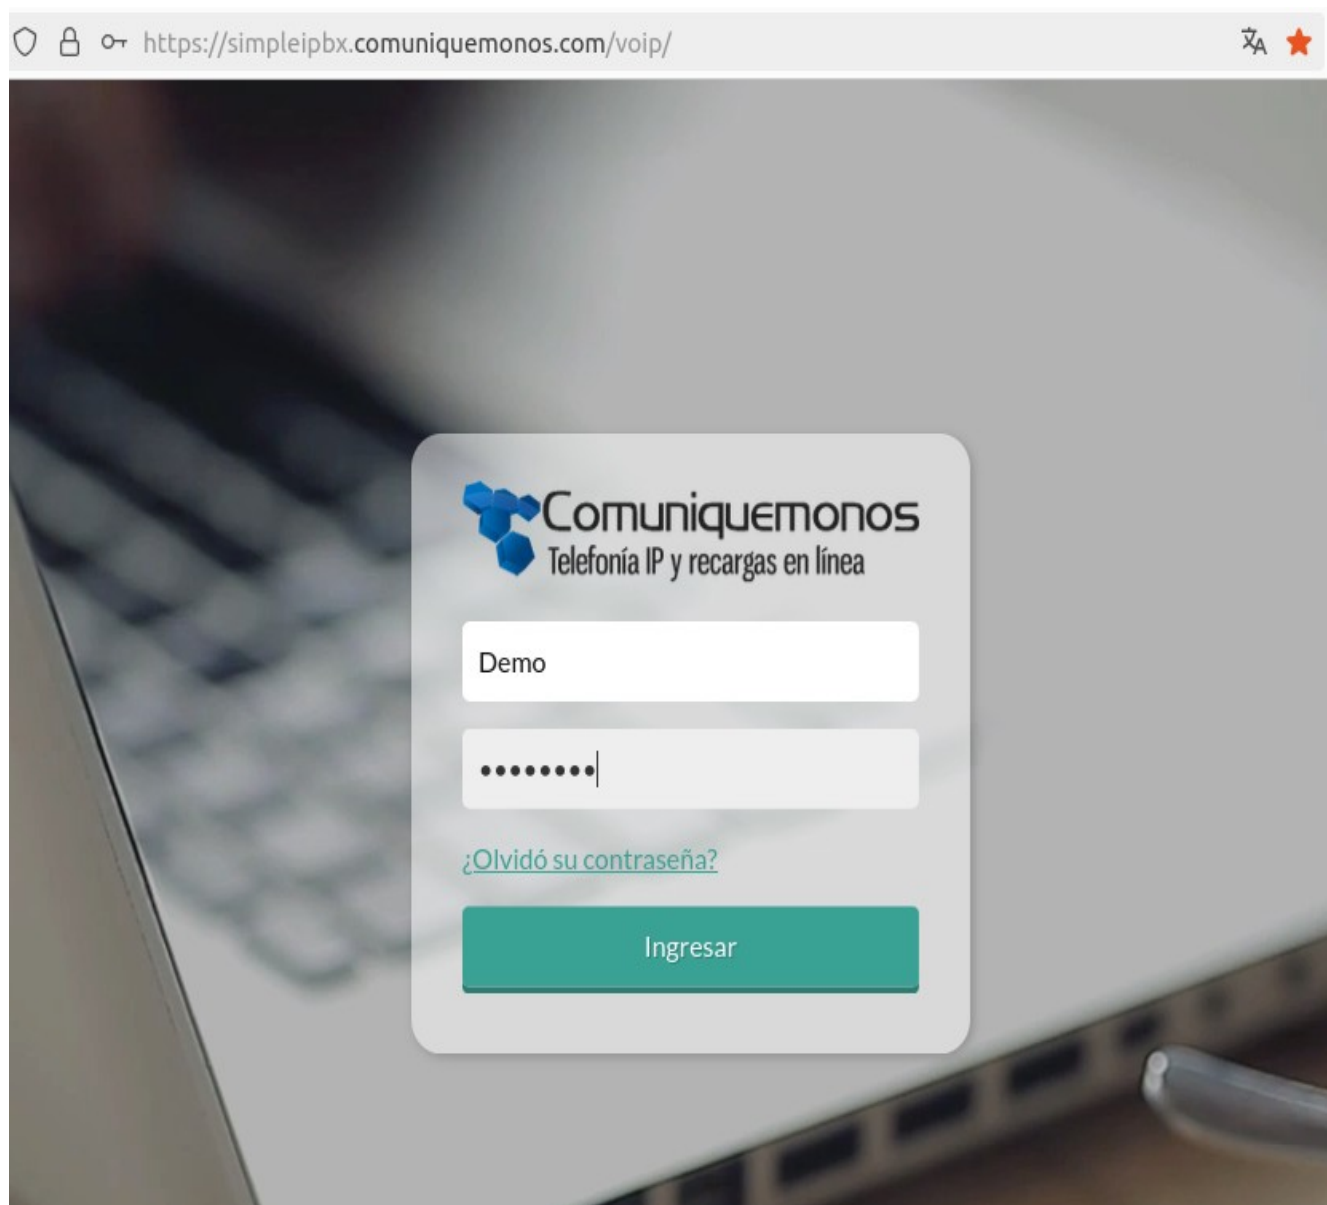 https://simpleipbx.comuniquemonos.com/voip/
Comuniquemonos
Telefonía IP y recargas en línea
Demo
••••••••
¿Olvidó su contraseña?
Ingresar